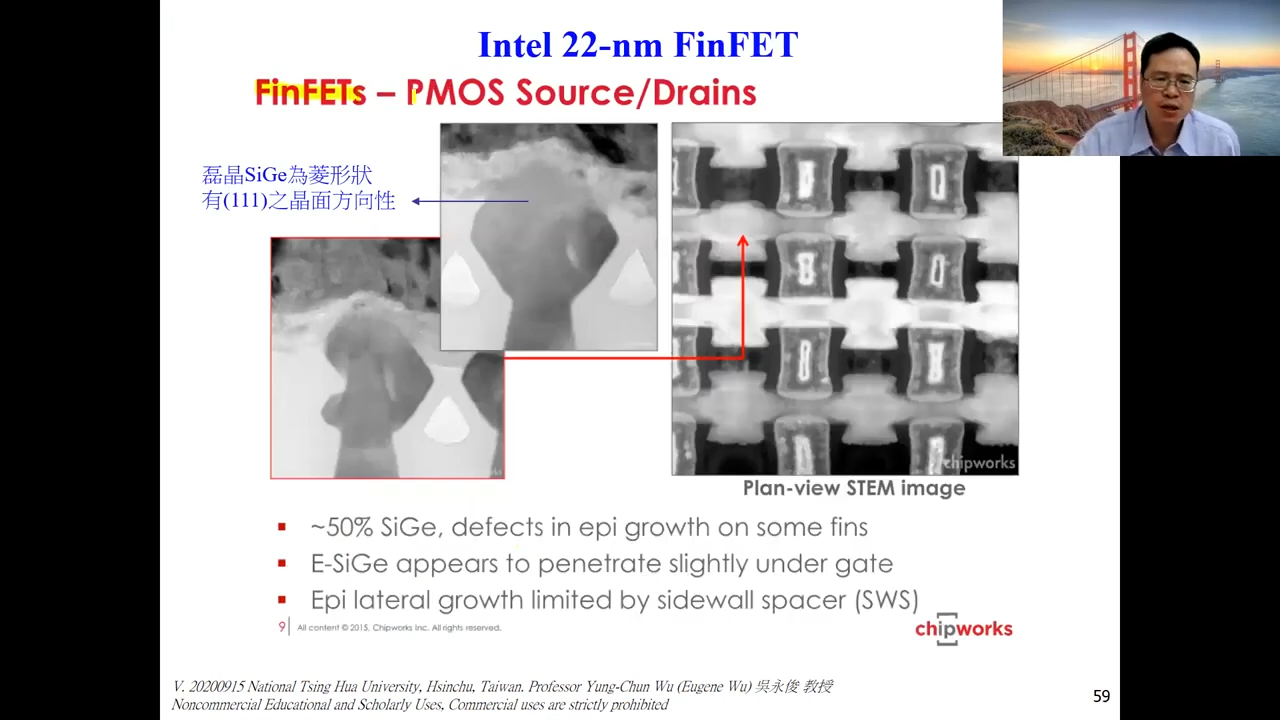 Intel 22-nm FinFET
FinFETs – PMOS Source/Drains
磊晶SiGe為菱形狀
有(111)之晶面方向性
chipworks
Plan-view STEM image
~50% SiGe, defects in epi growth on some fins
E-SiGe appears to penetrate slightly under gate
Epi lateral growth limited by sidewall spacer (SWS)
9 All content © 2015, Chipworks Inc. All rights reserved.
chipworks
V. 20200915 National Tsing Hua University, Hsinchu, Taiwan. Professor Yung-Chun Wu (Eugene Wu) 吳永俊 教授
Noncommercial Educational and Scholarly Uses, Commercial uses are strictly prohibited
59